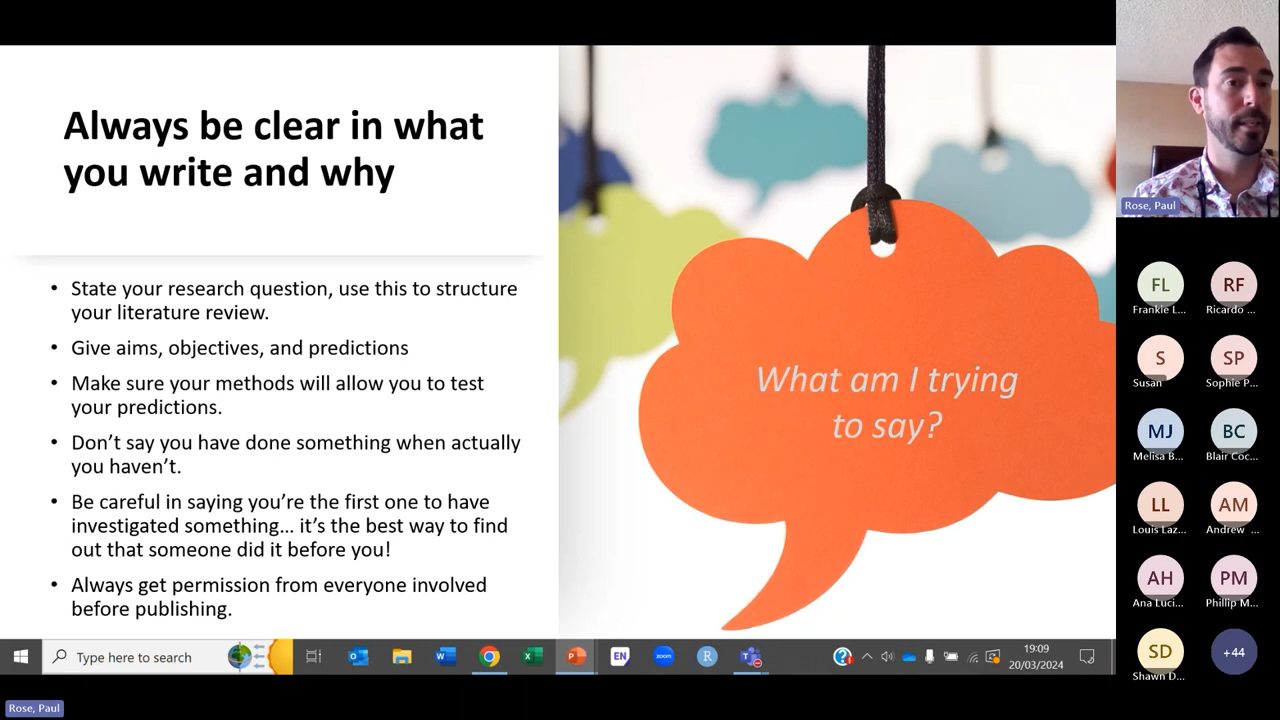 Always be clear in what
you write and why
• State your research question, use this to structure
your literature review.
• Give aims, objectives, and predictions
• Make sure your methods will allow you to test
your predictions.
• Don’t say you have done something when actually
you haven’t.
• Be careful in saying you’re the first one to have
investigated something... it’s the best way to find
out that someone did it before you!
• Always get permission from everyone involved
before publishing.
What am I trying
to say?
Rose, Paul
FL
RF
Frankie L...
Ricardo ...
S
SP
Susan
Sophie P...
MJ
BC
Melisa B...
Blair Coc...
LL
AM
Louis Laz...
Andrew ...
AH
PM
Ana Luci...
Phillip M...
SD
+44
Shawn D...
Type here to search
EN
zoom
R
19:09
20/03/2024
Rose, Paul